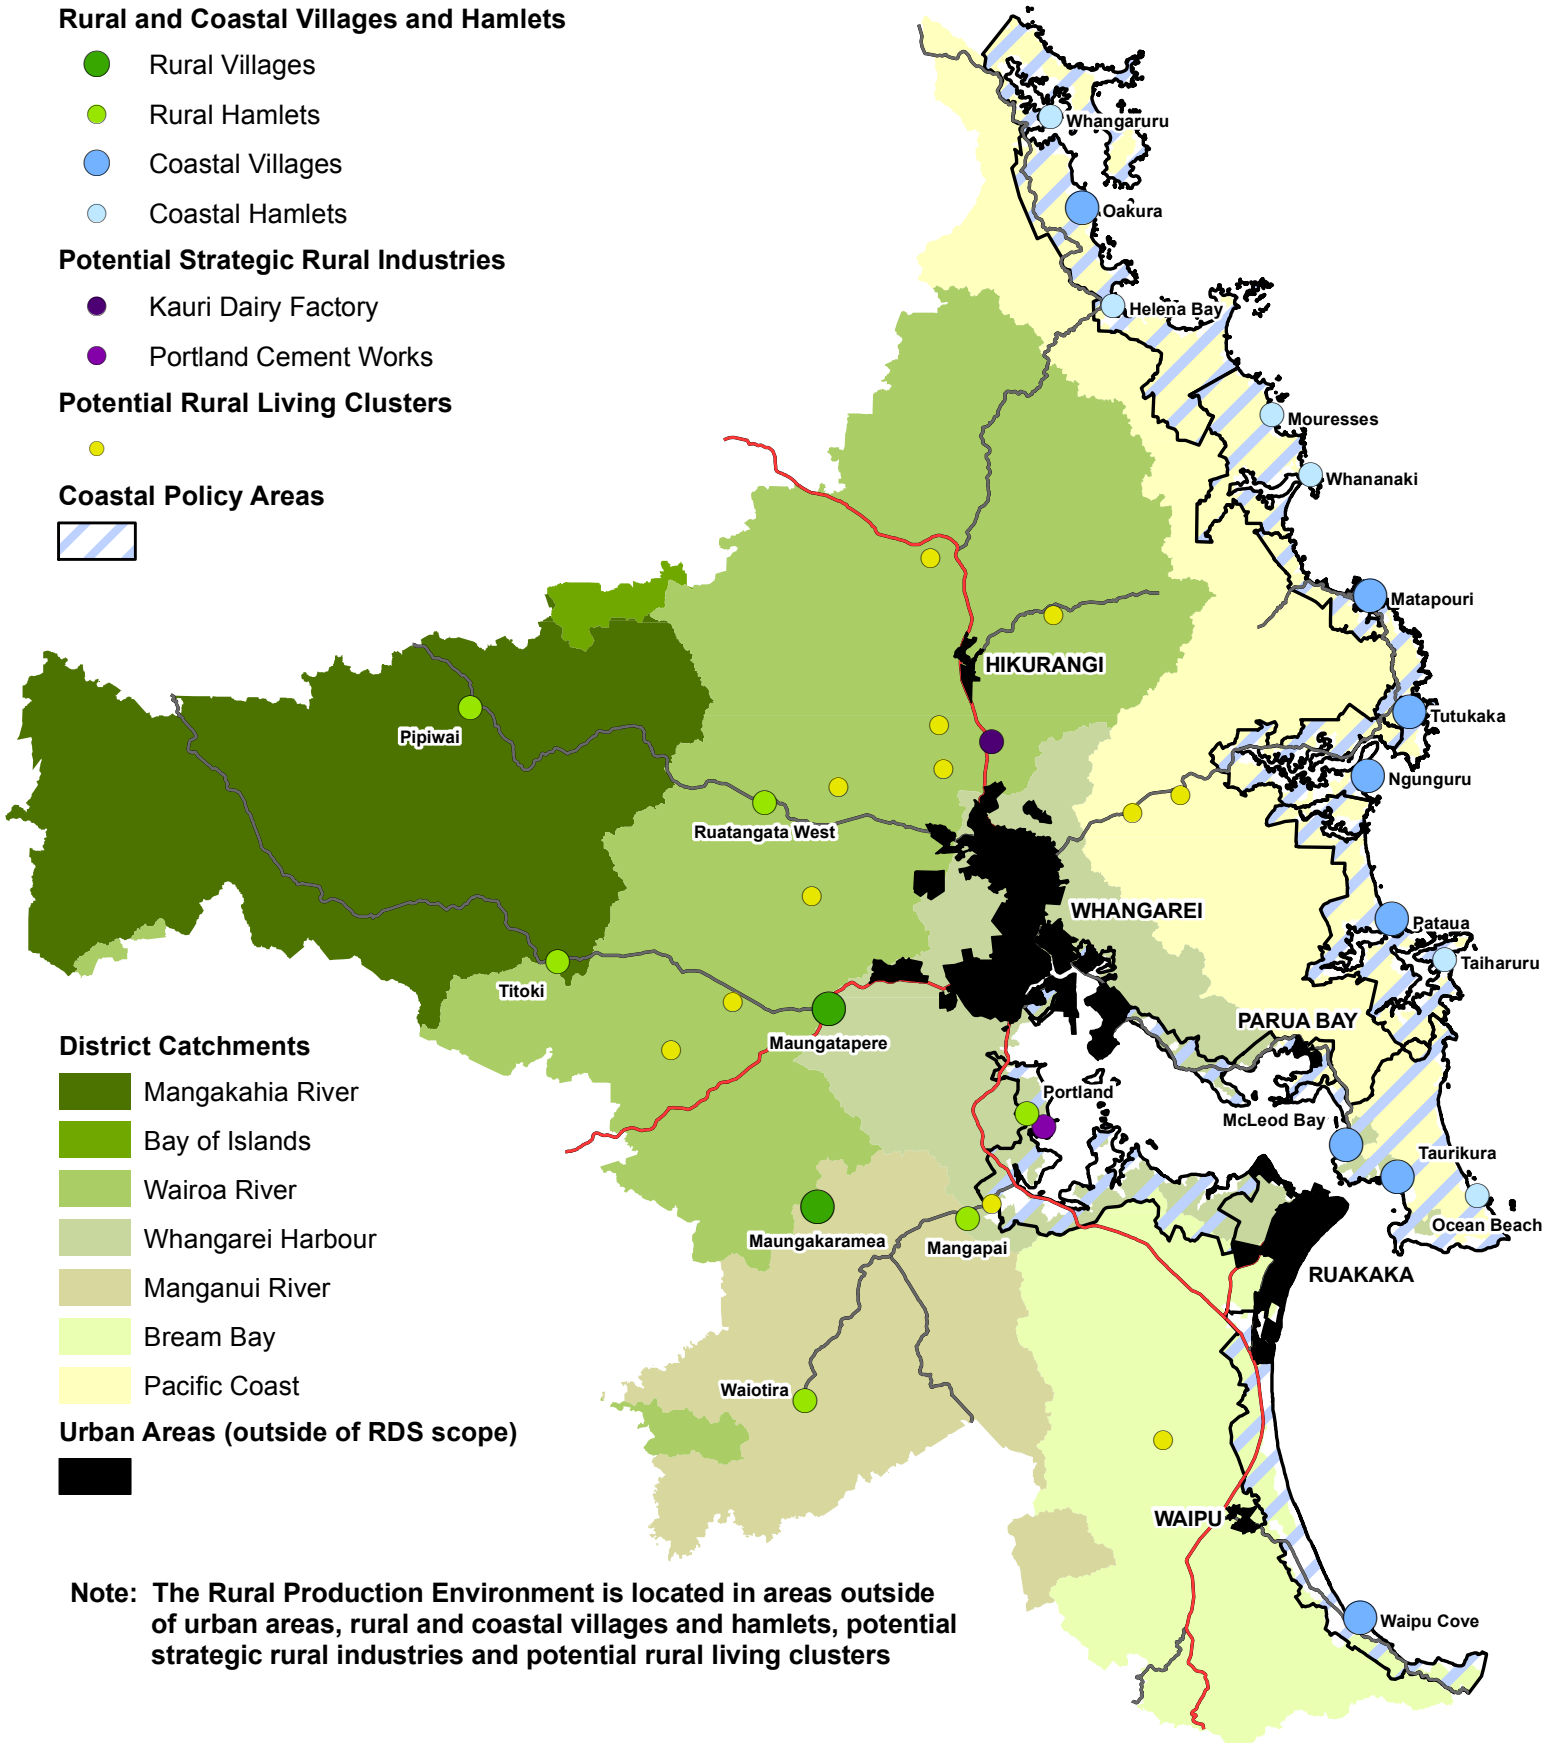 Rural and Coastal Villages and Hamlets
Rural Villages
Rural Hamlets
Coastal Villages
Coastal Hamlets
Potential Strategic Rural Industries
Kauri Dairy Factory
Portland Cement Works
Potential Rural Living Clusters
Coastal Policy Areas
Whangaruru
Oakura
Helena Bay
Mouresses
Whananaki
Matapouri
HIKURANGI
Tutukaka
Pipiwai
Ngunguru
Ruatangata West
WHANGAREI
Pataua
Taiharuru
Titoki
PARUA BAY
Maungatapere
Portland
McLeod Bay
Taurikura
Ocean Beach
Maungakaramea
Mangapai
RUAKAKA
Waiotira
WAIPU
Waipu Cove
District Catchments
Mangakahia River
Bay of Islands
Wairoa River
Whangarei Harbour
Manganui River
Bream Bay
Pacific Coast
Urban Areas (outside of RDS scope)
Note: The Rural Production Environment is located in areas outside
of urban areas, rural and coastal villages and hamlets, potential
strategic rural industries and potential rural living clusters